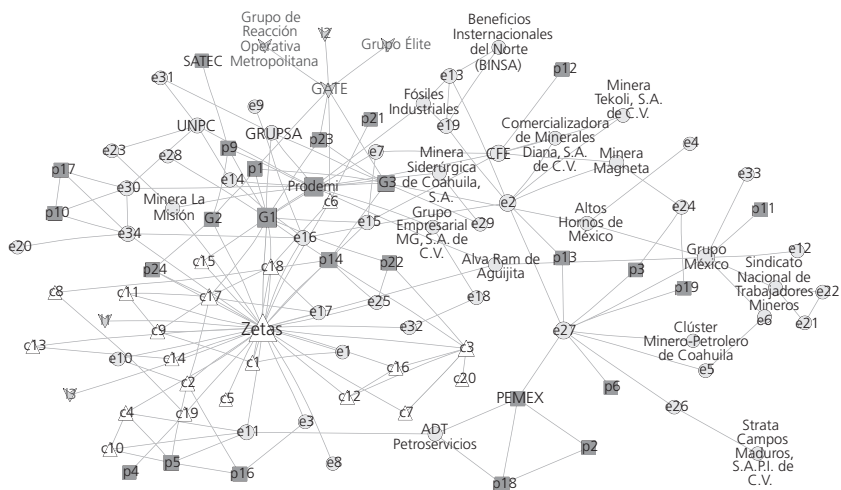 Grupo de
Reacción
Operativa
Metropolitana
i2
Grupo Élite
Beneficios
Insternacionales
del Norte
(BINSA)
SATEC
e31
GATE
e13
p12
Minera
Tekoli, S.A.
de C.V.
Fósiles
Industriales
e9
p21
UNPC
GRUPSA
p23
e19
Comercializadora
de Minerales
Diana, S.A.
de C.V.
e4
e23
e28
p9
e7
CFE
Minera
Siderúrgica
de Coahuila,
S.A.
Minera
Magneta
p17
p1
e14
Prodemi
G3
e33
e30
c6
e2
Minera La
Misión
p10
G2
G1
e15
Grupo
Empresarial
MG, S.A. de
C.V.
e29
Altos
Hornos de
México
e24
p11
e34
e16
e20
Grupo
México
e12
p24
c15
c18
p14
p22
Alva Ram de
Agüijita
p13
p3
p19
Sindicato
Nacional de
Trabajadores
Mineros
e22
c8
c11
c17
e25
e18
e17
c9
Zetas
e32
e27
e6
e21
c13
e10
c14
c1
e1
c3
Clúster
Minero-Petrolero
de Coahuila
c16
e5
i3
c2
c5
c12
c20
p6
c4
c19
c7
PEMEX
e26
e11
e3
ADT
Petroservicios
Strata
Campos
Maduros,
S.A.P.I. de
C.V.
c10
p4
p5
p16
e8
p2
p18